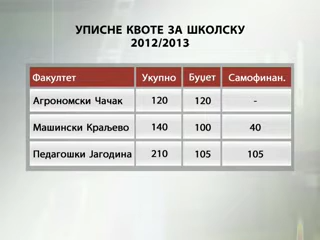 УПИСНЕ КВОТЕ ЗА ШКОЛСКУ
2012/2013
Факултет Укупно Буџет Самофинан.
Агрономски Чачак 120 120 -
Машински Краљево 140 100 40
Педагошки Јагодина 210 105 105